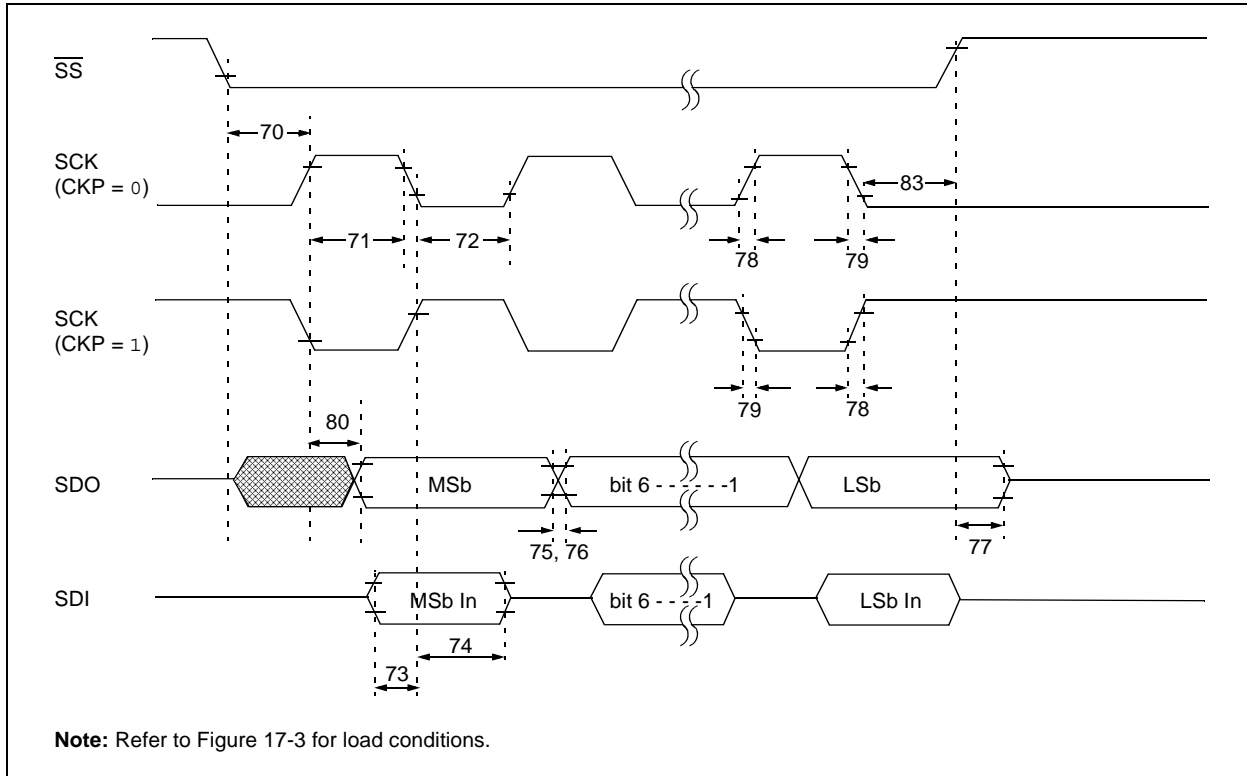 SS
70
SCK
(CKP = 0)
83
71
72
78
79
SCK
(CKP = 1)
79
78
80
SDO
MSb
bit 6 - - - - - -1
LSb
75, 76
77
SDI
MSb In
bit 6 - - - -1
LSb In
74
73
Note: Refer to Figure 17-3 for load conditions.